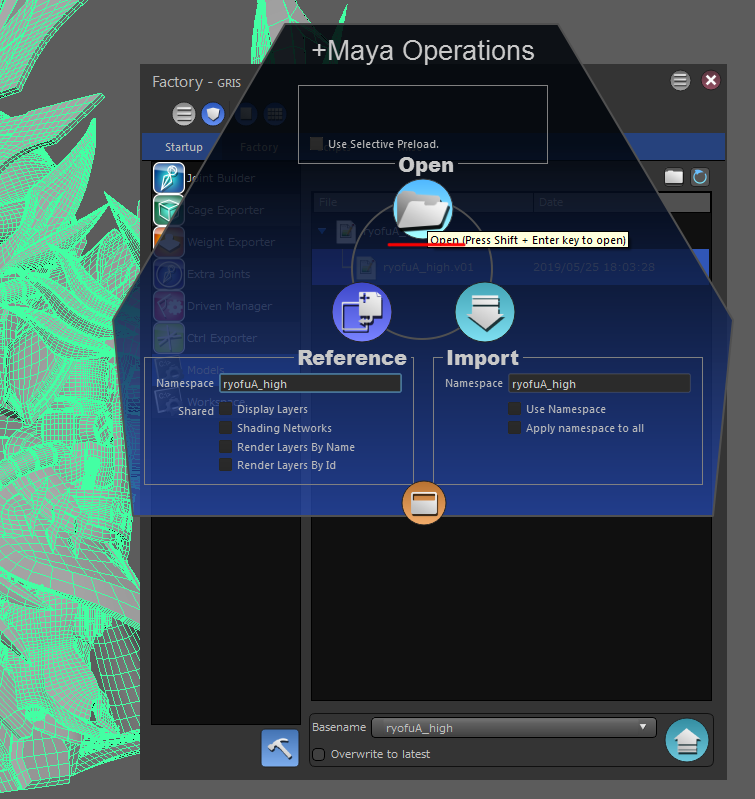 +Maya Operations
Factory - GRIS
Use Selective Preload.
Startup
Factory
Open
Joint Builder
Cage Exporter
File
Date
Open (Press Shift + Enter key to open)
Weight Exporter
Extra Joints
ryofuA_high.v01
2019/05/25 18:03:28
Driven Manager
Ctrl Exporter
Reference
Import
Models
Namespace
ryofuA_high
Namespace
ryofuA_high
Shared
Display Layers
Use Namespace
Shading Networks
Apply namespace to all
Render Layers By Name
Render Layers By Id
Basename
ryofuA_high
Overwrite to latest